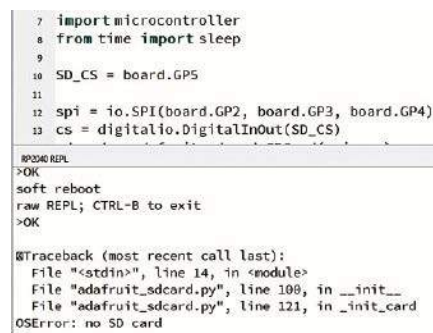 7 import microcontroller
8 from time import sleep
9
10 SD_CS = board.GP5
11
12 spi = io.SPI(board.GP2, board.GP3, board.GP4)
13 cs = digitalio.DigitalInOut(SD_CS)
RP2040 REPL
>OK
soft reboot
raw REPL; CTRL-B to exit
>OK
Traceback (most recent call last):
File "<stdin>", line 14, in <module>
File "adafruit_sdcard.py", line 100, in __init__
File "adafruit_sdcard.py", line 121, in _init_card
OSError: no SD card